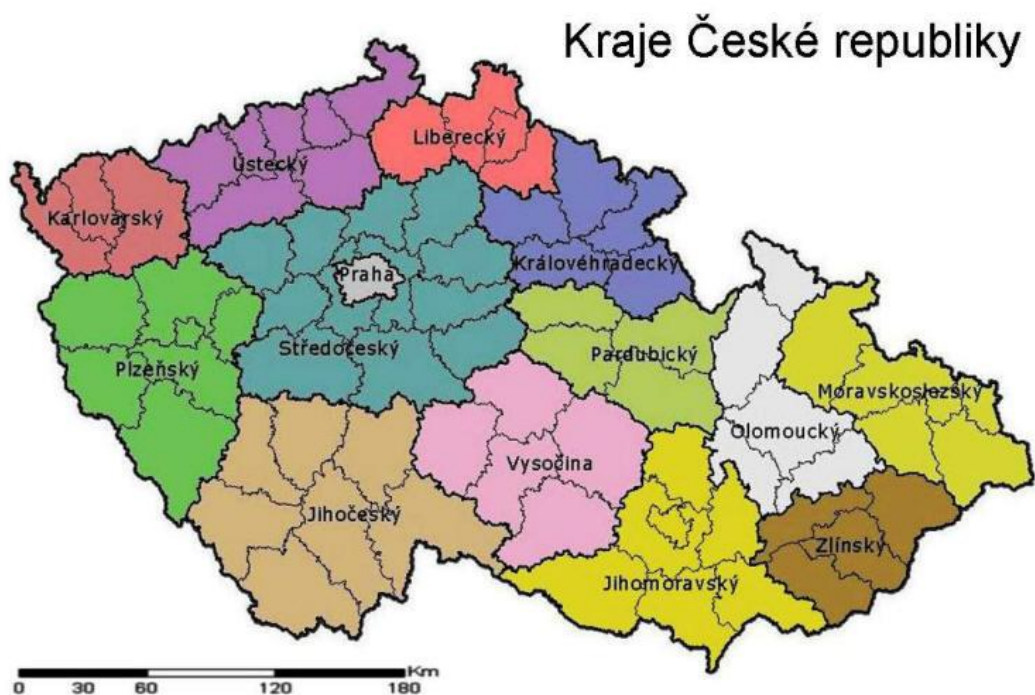 Kraje České republiky
Liberecký
Ústecký
Karlovarský
Královéhradecký
Praha
Středočeský
Pardubický
Plzeňský
Moravskoslezský
Olomoucký
Vysočina
Jihočeský
Zlínský
Jihomoravský
Km
0 30 60 120 180